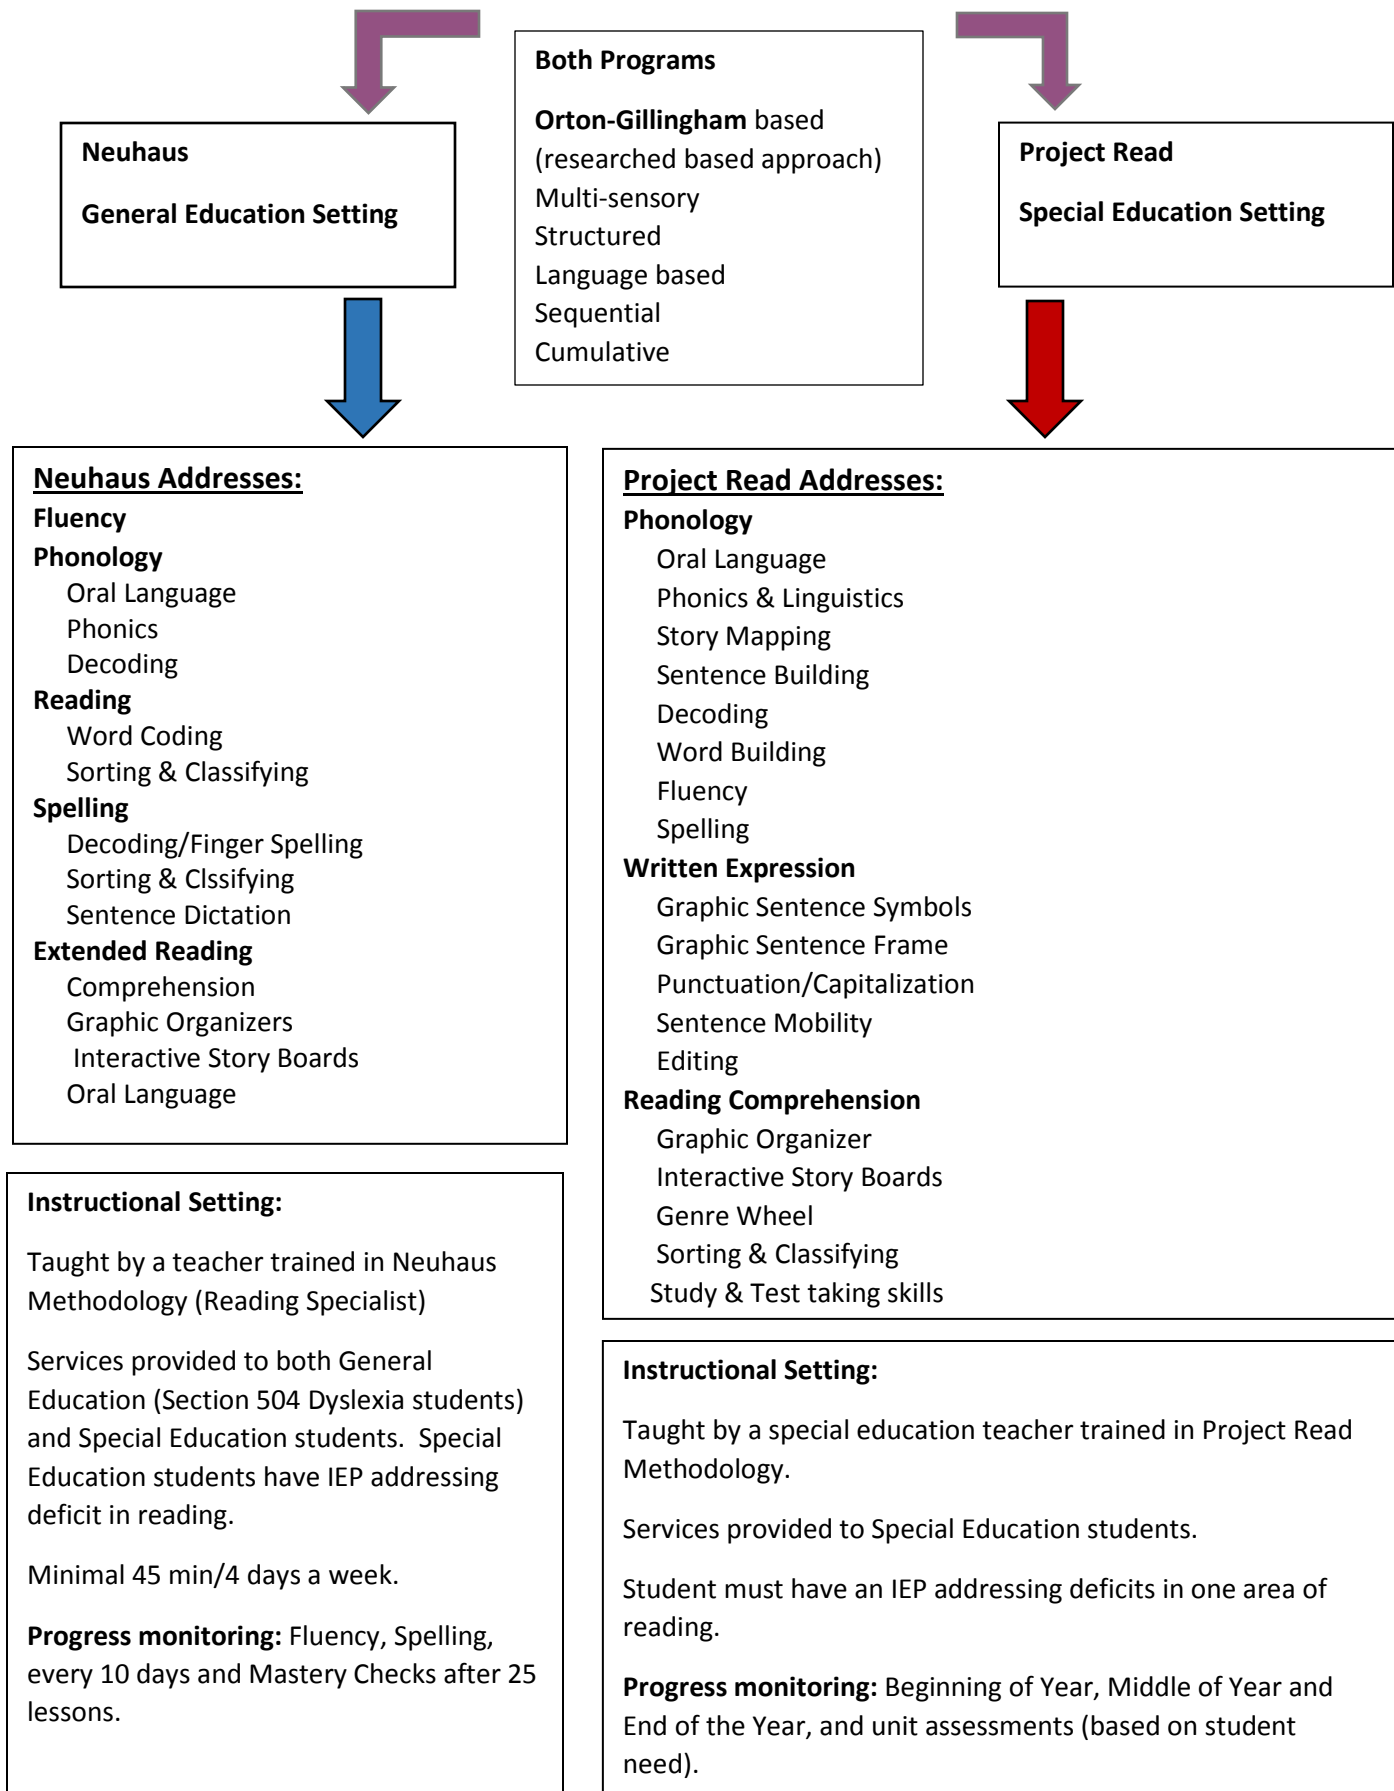 Both Programs
Orton-Gillingham based
(researched based approach)
Multi-sensory
Structured
Language based
Sequential
Cumulative
Neuhaus
General Education Setting
Project Read
Special Education Setting
Neuhaus Addresses:
Fluency
Phonology
Oral Language
Phonics
Decoding
Reading
Word Coding
Sorting & Classifying
Spelling
Decoding/Finger Spelling
Sorting & Clssifying
Sentence Dictation
Extended Reading
Comprehension
Graphic Organizers
Interactive Story Boards
Oral Language
Project Read Addresses:
Phonology
Oral Language
Phonics & Linguistics
Story Mapping
Sentence Building
Decoding
Word Building
Fluency
Spelling
Written Expression
Graphic Sentence Symbols
Graphic Sentence Frame
Punctuation/Capitalization
Sentence Mobility
Editing
Reading Comprehension
Graphic Organizer
Interactive Story Boards
Genre Wheel
Sorting & Classifying
Study & Test taking skills
Instructional Setting:
Taught by a teacher trained in Neuhaus
Methodology (Reading Specialist)
Services provided to both General
Education (Section 504 Dyslexia students)
and Special Education students.  Special
Education students have IEP addressing
deficit in reading.
Minimal 45 min/4 days a week.
Progress monitoring: Fluency, Spelling,
every 10 days and Mastery Checks after 25
lessons.
Instructional Setting:
Taught by a special education teacher trained in Project Read
Methodology.
Services provided to Special Education students.
Student must have an IEP addressing deficits in one area of
reading.
Progress monitoring: Beginning of Year, Middle of Year and
End of the Year, and unit assessments (based on student
need).